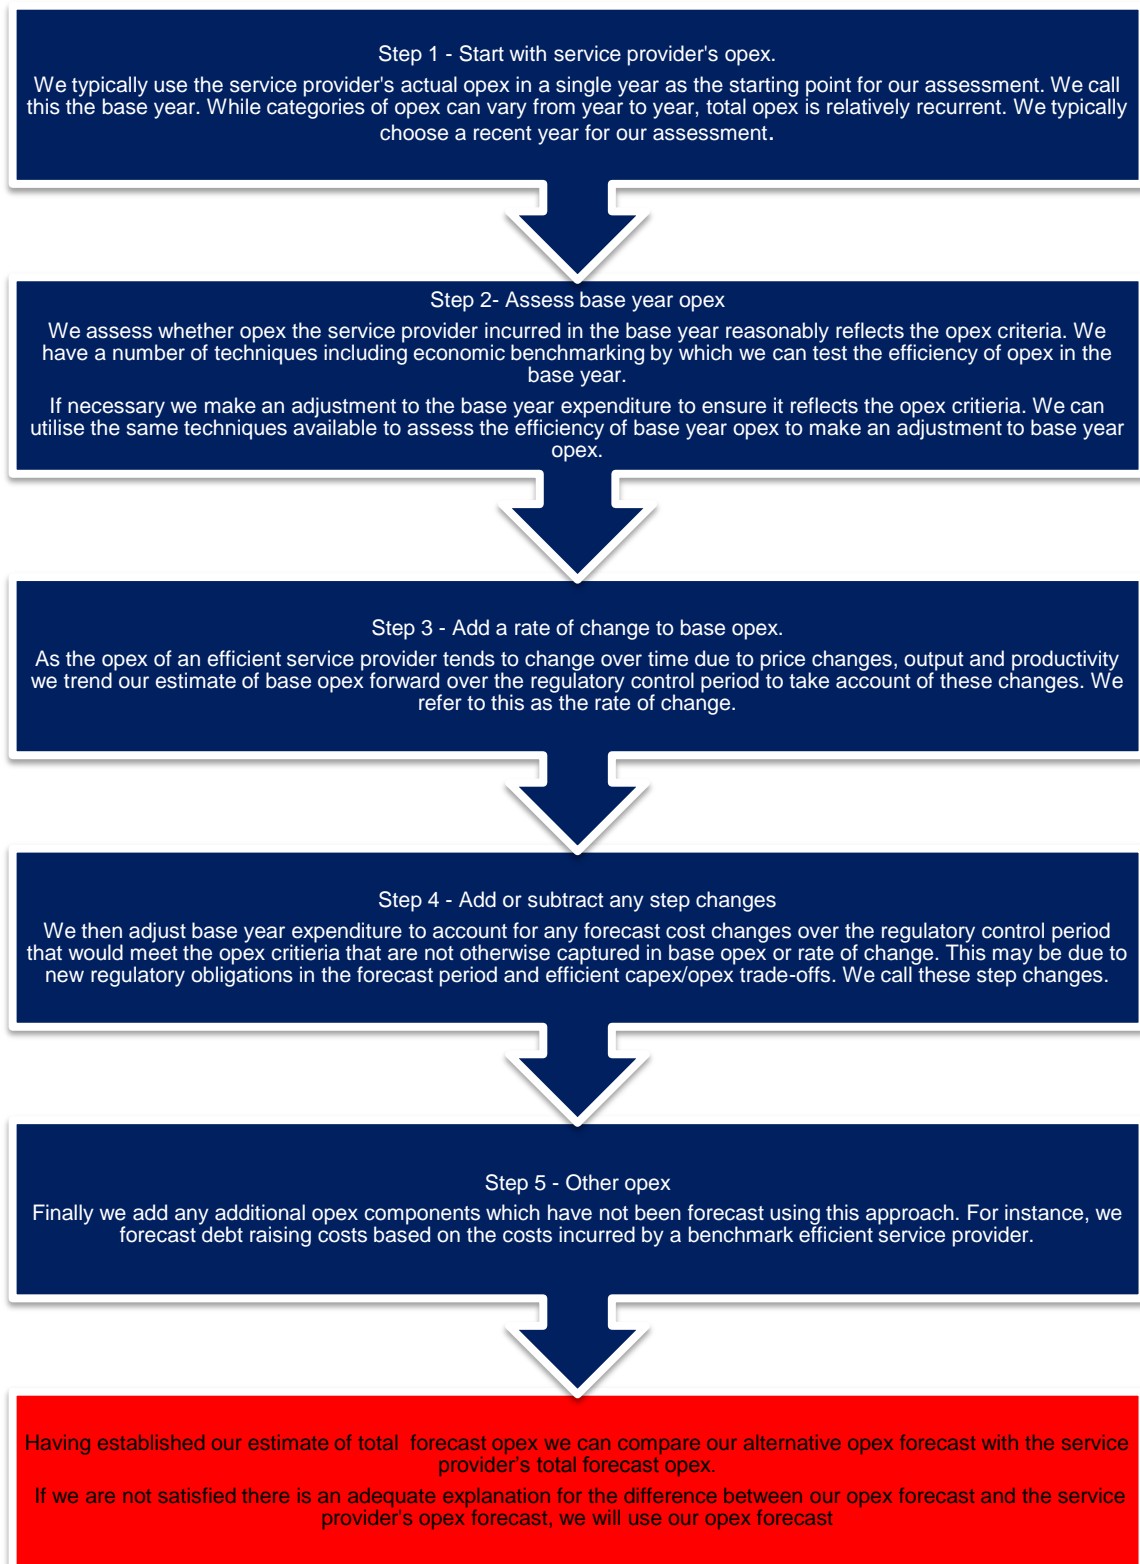 Step 1 - Start with service provider's opex.
We typically use the service provider's actual opex in a single year as the starting point for our assessment. We call
this the base year. While categories of opex can vary from year to year, total opex is relatively recurrent. We typically
choose a recent year for our assessment.
Step 2- Assess base year opex
We assess whether opex the service provider incurred in the base year reasonably reflects the opex criteria. We
have a number of techniques including economic benchmarking by which we can test the efficiency of opex in the
base year.
If necessary we make an adjustment to the base year expenditure to ensure it reflects the opex critieria. We can
utilise the same techniques available to assess the efficiency of base year opex to make an adjustment to base year
opex.
Step 3 - Add a rate of change to base opex.
As the opex of an efficient service provider tends to change over time due to price changes, output and productivity
we trend our estimate of base opex forward over the regulatory control period to take account of these changes. We
refer to this as the rate of change.
Step 4 - Add or subtract any step changes
We then adjust base year expenditure to account for any forecast cost changes over the regulatory control period
that would meet the opex critieria that are not otherwise captured in base opex or rate of change. This may be due to
new regulatory obligations in the forecast period and efficient capex/opex trade-offs. We call these step changes.
Step 5 - Other opex
Finally we add any additional opex components which have not been forecast using this approach. For instance, we
forecast debt raising costs based on the costs incurred by a benchmark efficient service provider.
Having established our estimate of total forecast opex we can compare our alternative opex forecast with the service
provider's total forecast opex.
If we are not satisfied there is an adequate explanation for the difference between our opex forecast and the service
provider's opex forecast, we will use our opex forecast